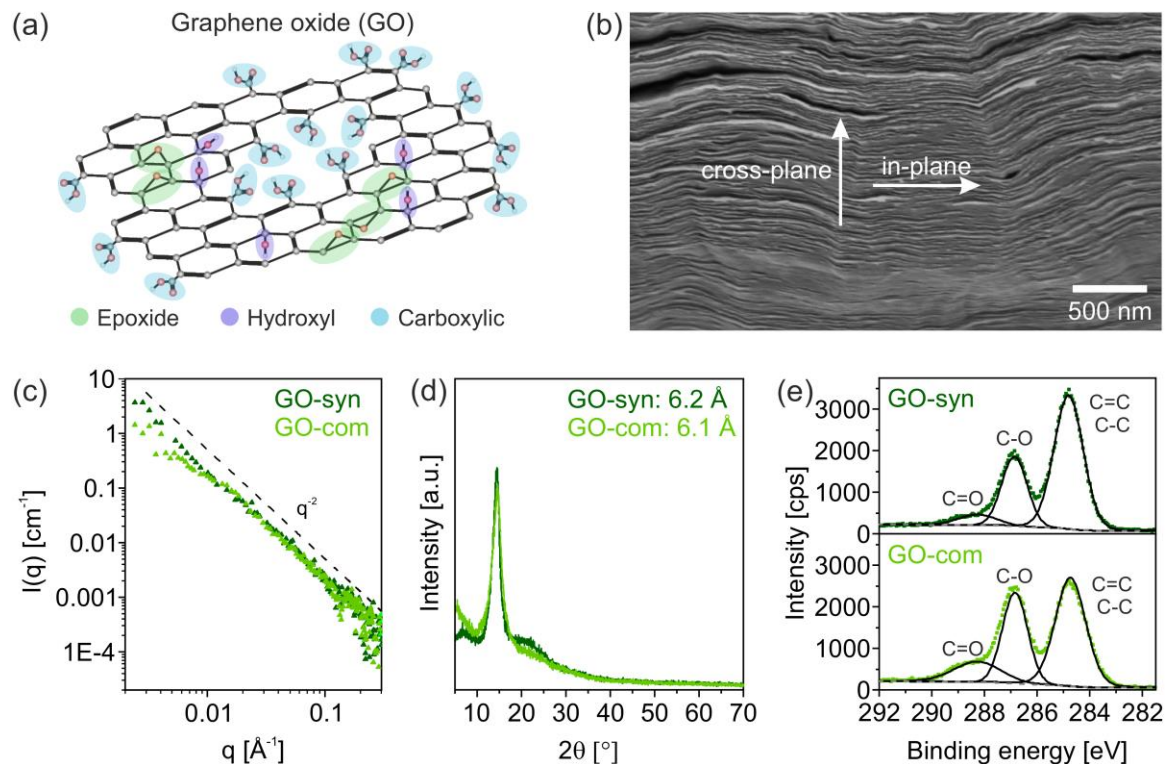 (a)
Graphene oxide (GO)
Epoxide
Hydroxyl
Carboxylic
(b)
cross-plane
in-plane
500 nm
(c)
10
1
0.1
0.01
0.001
1E-4
I(q) [cm⁻¹]
GO-syn
GO-com
q⁻²
0.01
0.1
q [Å⁻¹]
(d)
Intensity [a.u.]
GO-syn: 6.2 Å
GO-com: 6.1 Å
10
20
30
40
50
60
70
2θ [°]
(e)
Intensity [cps]
3000
2000
1000
0
GO-syn
C=O
C-O
C=C
C-C
3000
2000
1000
0
GO-com
C=O
C-O
C=C
C-C
292
290
288
286
284
282
Binding energy [eV]